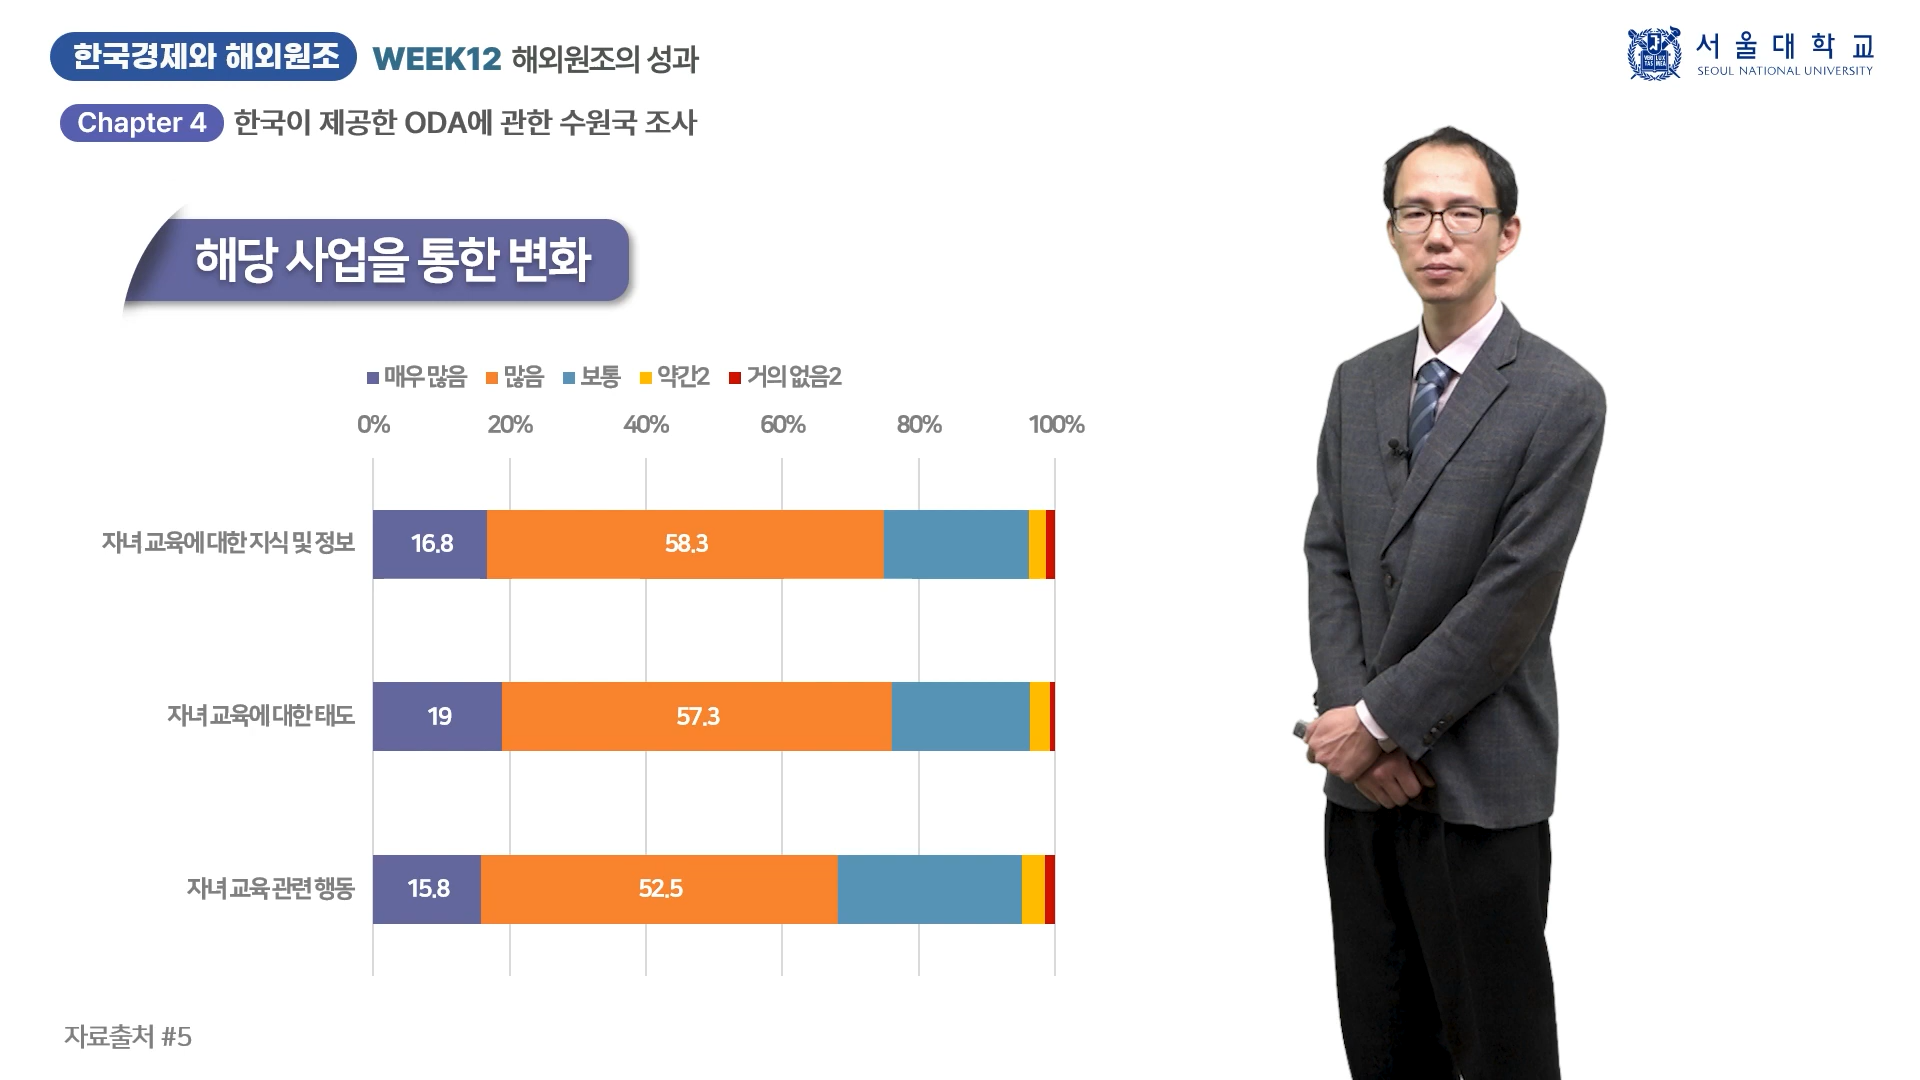 한국경제와 해외원조 WEEK12 해외원조의 성과
서울대학교
SEOUL NATIONAL UNIVERSITY
Chapter 4 한국이 제공한 ODA에 관한 수원국 조사
해당 사업을 통한 변화
매우 많음 많음 보통 약간2 거의 없음2
0% 20% 40% 60% 80% 100%
자녀 교육에 대한 지식 및 정보 16.8 58.3
자녀 교육에 대한 태도 19 57.3
자녀 교육 관련 행동 15.8 52.5
자료출처 #5